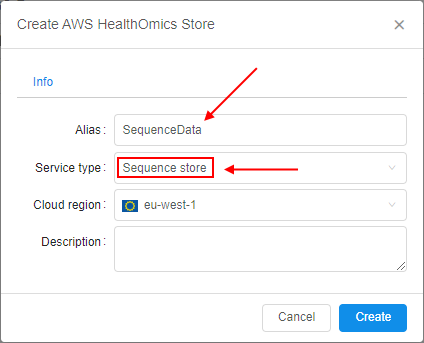 Create AWS HealthOmics Store
Info
Alias: SequenceData
Service type: Sequence store
Cloud region: eu-west-1
Description:
Cancel Create